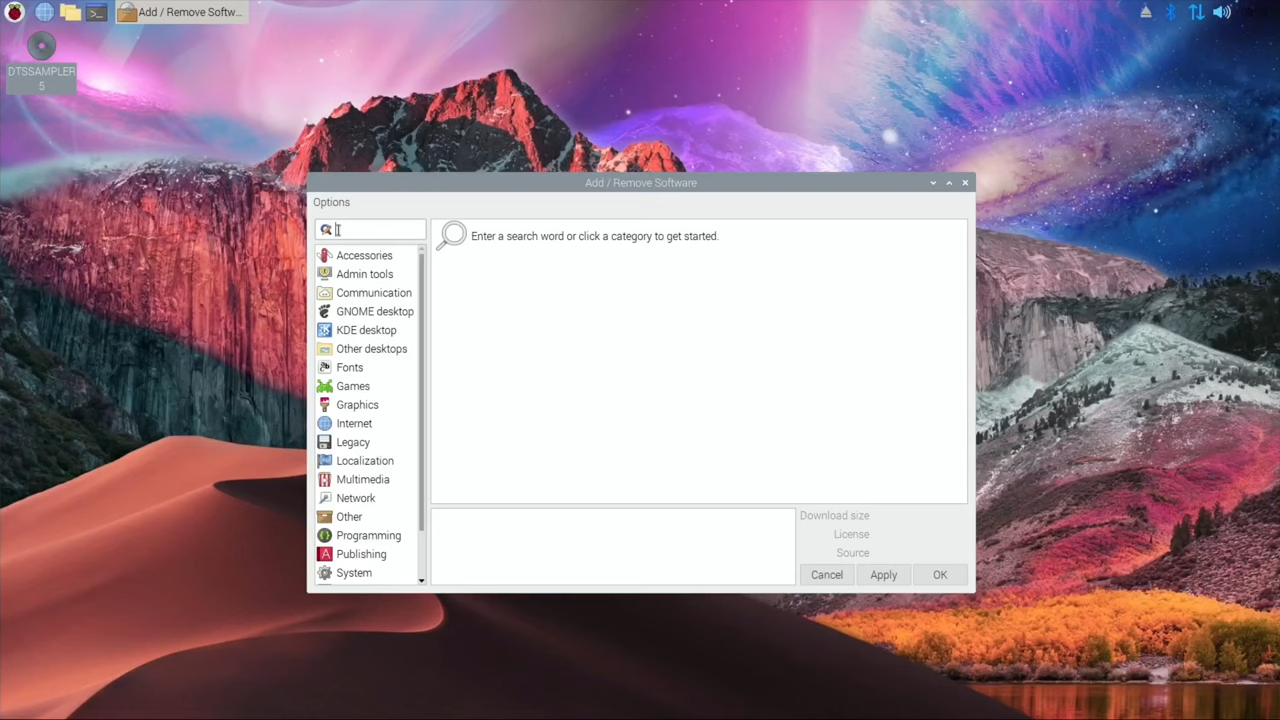 Add / Remove Softw...
DTSSAMPLER
5
Add / Remove Software
Options
Enter a search word or click a category to get started.
Accessories
Admin tools
Communication
GNOME desktop
KDE desktop
Other desktops
Fonts
Games
Graphics
Internet
Legacy
Localization
Multimedia
Network
Other
Programming
Publishing
System
Download size
License
Source
Cancel
Apply
OK